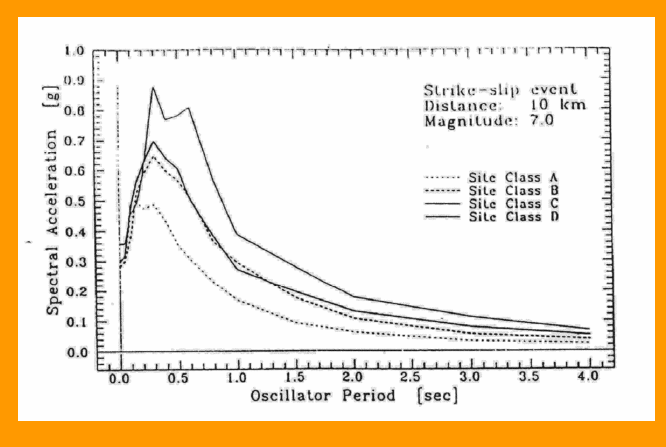 1.0
0.9
0.8
0.7
0.6
0.5
0.4
0.3
0.2
0.1
0.0
Spectral Acceleration [g]
Strike-slip event
Distance: 10 km
Magnitude: 7.0
Site Class A
Site Class B
Site Class C
Site Class D
0.0 0.5 1.0 1.5 2.0 2.5 3.0 3.5 4.0
Oscillator Period [sec]